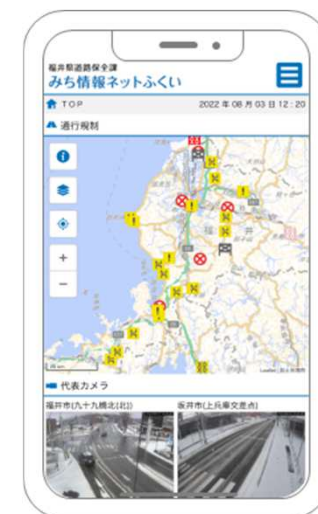 福井県道路保全課
みち情報ネットふくい
TOP
2022 年 08 月 03 日 12 : 20
通行規制
福
井
代表カメラ
福井市(九十九橋北(北))
坂井市(上兵庫交差点)